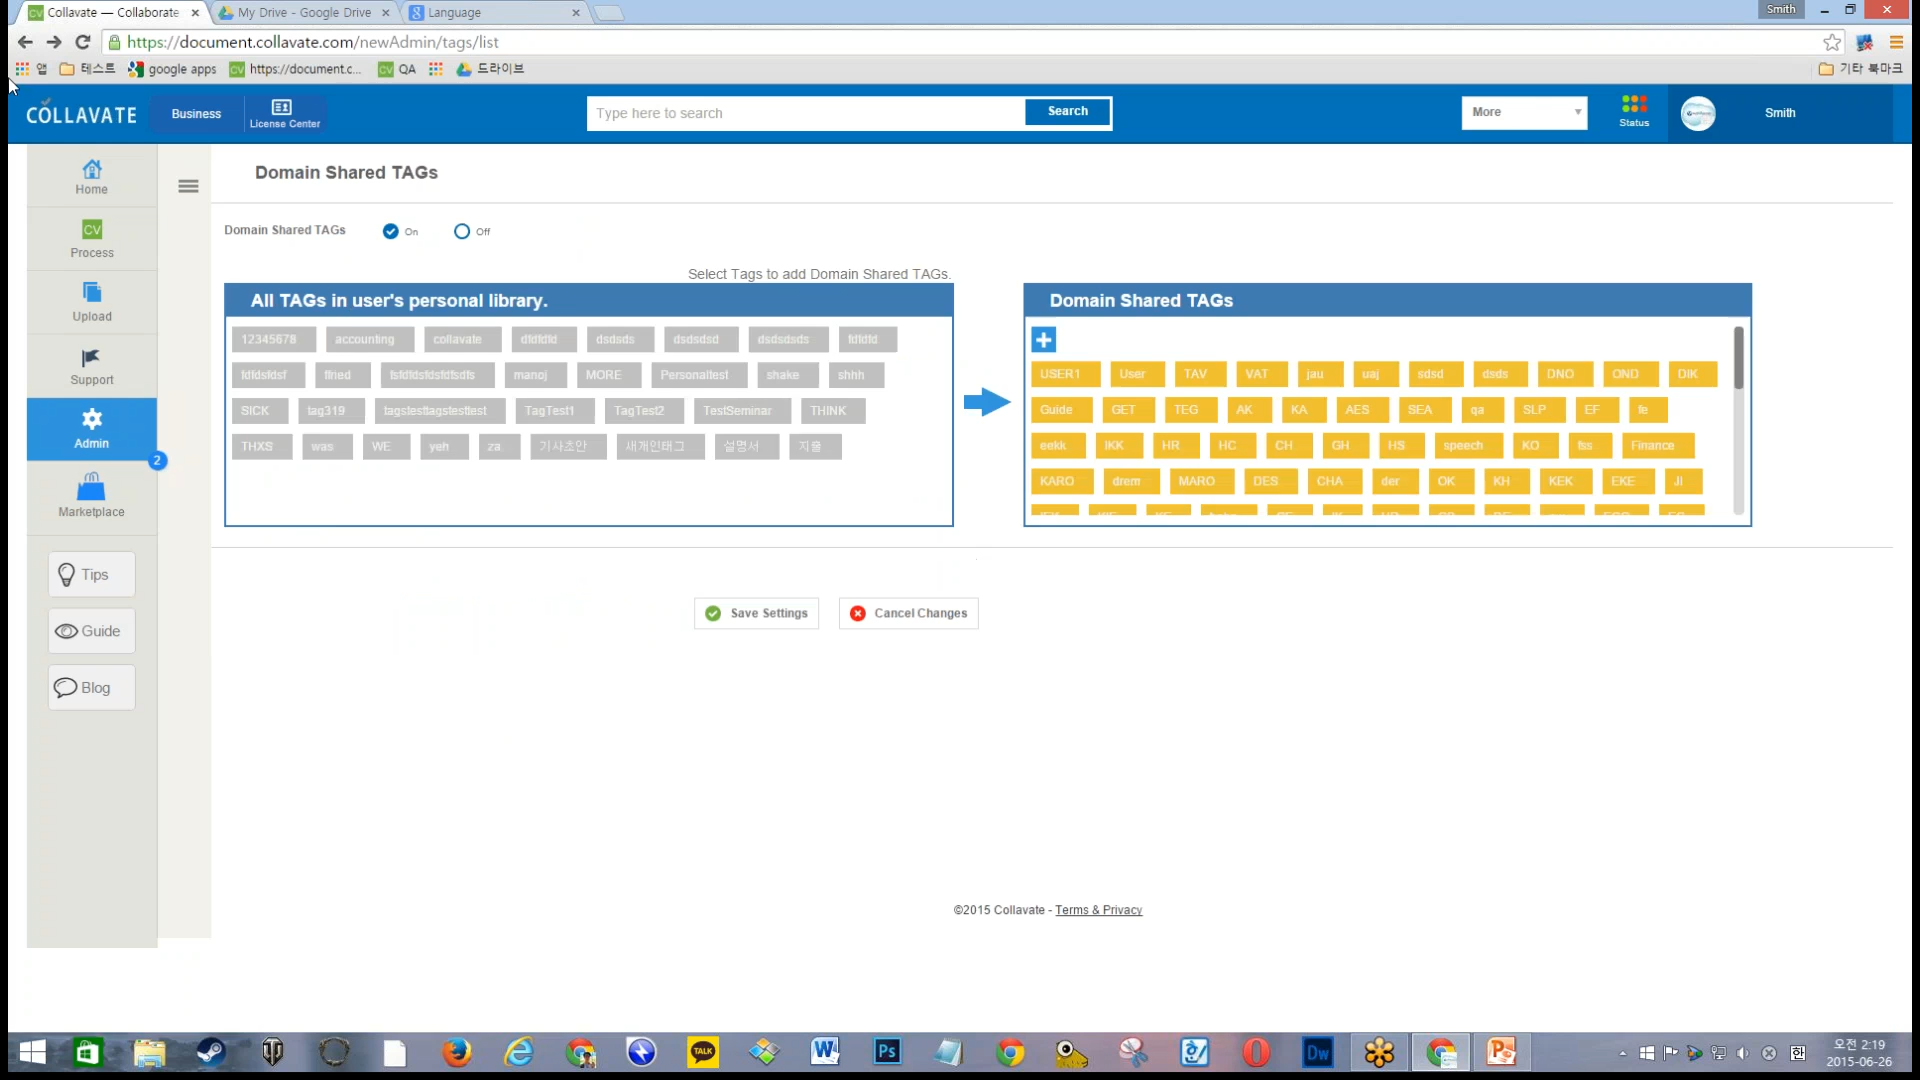 Collavate — Collaborate × My Drive - Google Drive × Language × Smith
https://document.collavate.com/newAdmin/tags/list
앱 테스트 google apps https://document.c... QA 드라이브 기타 북마크
COLLAVATE Business License Center Type here to search Search More Status Smith
Home
Process
Upload
Support
Admin
2
Marketplace
Tips
Guide
Blog
Domain Shared TAGs
Domain Shared TAGs On Off
Select Tags to add Domain Shared TAGs.
All TAGs in user's personal library.
12345678 accounting collavate dfdfdfd dsdsds dsdsdsd dsdsdsds fdfdfd
fdfdsfdsf ffried fsfdfdsfdsfdfsdfs manoj MORE Personaltest shake shhh
SICK tag319 tagstesttagstesttest TagTest1 TagTest2 TestSeminar THINK
THXS was WE yeh za 기사초안 새개인태그 설명서 지출
Domain Shared TAGs
USER1 User TAV VAT jau uaj sdsd dsds DNO OND DIK
Guide GET TEG AK KA AES SEA qa SLP EF fe
eekk IKK HR HC CH GH HS speech KO fss Finance
KARO drem MARO DES CHA der OK KH KEK EKE JI
Save Settings Cancel Changes
©2015 Collavate - Terms & Privacy
TALK Ps Dw 한 오전 2:19
2015-06-26